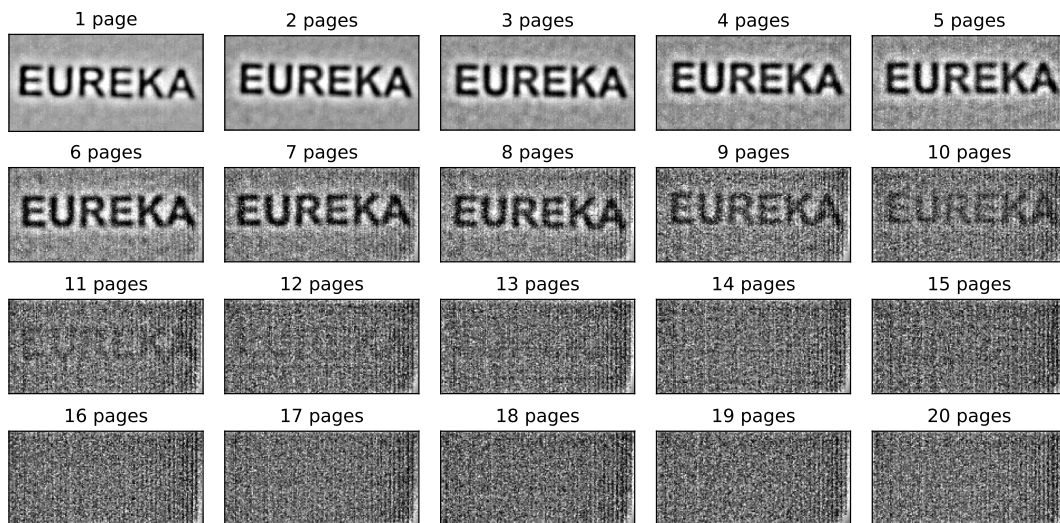 1 page 2 pages 3 pages 4 pages 5 pages
EUREKA EUREKA EUREKA EUREKA EUREKA
6 pages 7 pages 8 pages 9 pages 10 pages
EUREKA EUREKA EUREKA EUREKA EUREKA
11 pages 12 pages 13 pages 14 pages 15 pages
16 pages 17 pages 18 pages 19 pages 20 pages